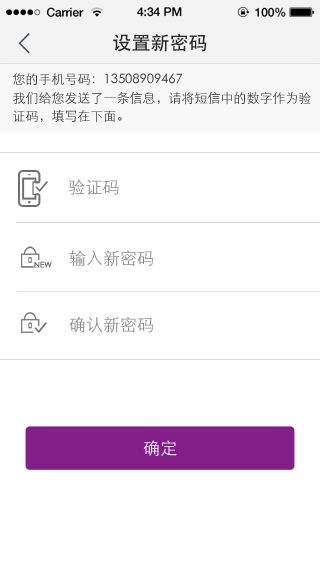 Carrier 4:34 PM 100%
设置新密码
您的手机号码：13508909467
我们给您发送了一条信息，请将短信中的数字作为验
证码，填写在下面。
验证码
NEW 输入新密码
确认新密码
确定